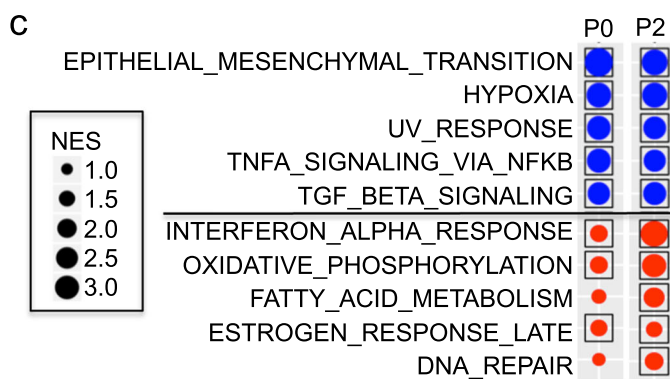 C
P0 P2
EPITHELIAL_MESENCHYMAL_TRANSITION
HYPOXIA
UV_RESPONSE
TNFA_SIGNALING_VIA_NFKB
TGF_BETA_SIGNALING
INTERFERON_ALPHA_RESPONSE
OXIDATIVE_PHOSPHORYLATION
FATTY_ACID_METABOLISM
ESTROGEN_RESPONSE_LATE
DNA_REPAIR
NES
1.0
1.5
2.0
2.5
3.0